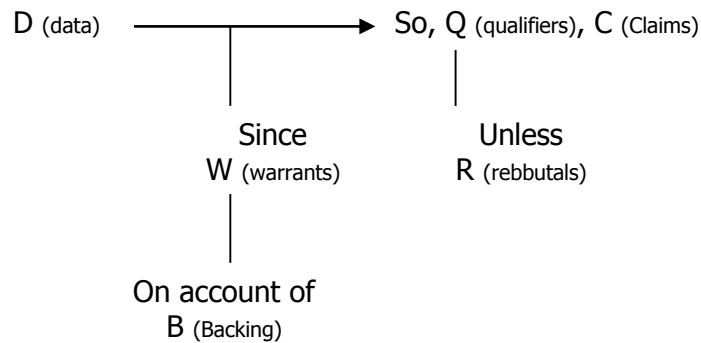 D (data)
So, Q (qualifiers), C (Claims)
Since
W (warrants)
Unless
R (rebbutals)
On account of
B (Backing)